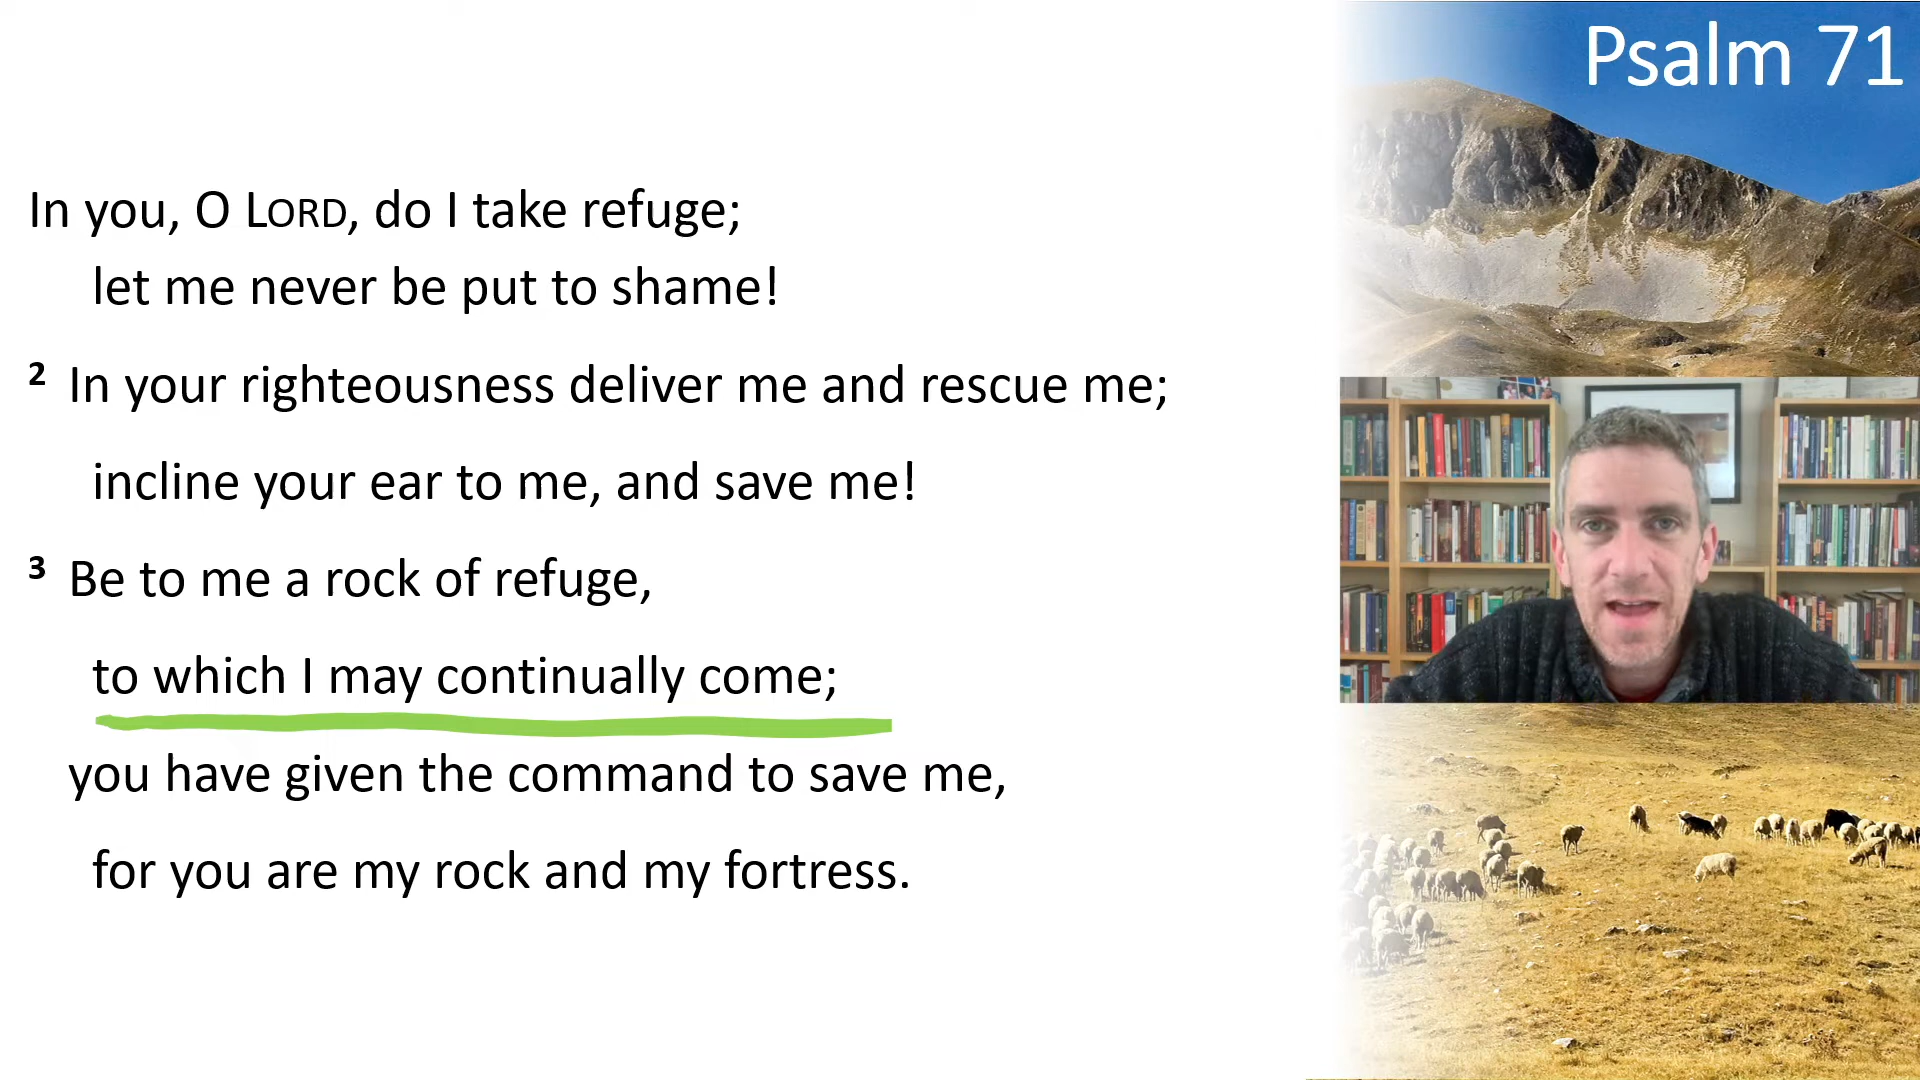 Psalm 71
In you, O LORD, do I take refuge;
let me never be put to shame!
2 In your righteousness deliver me and rescue me;
incline your ear to me, and save me!
3 Be to me a rock of refuge,
to which I may continually come;
you have given the command to save me,
for you are my rock and my fortress.